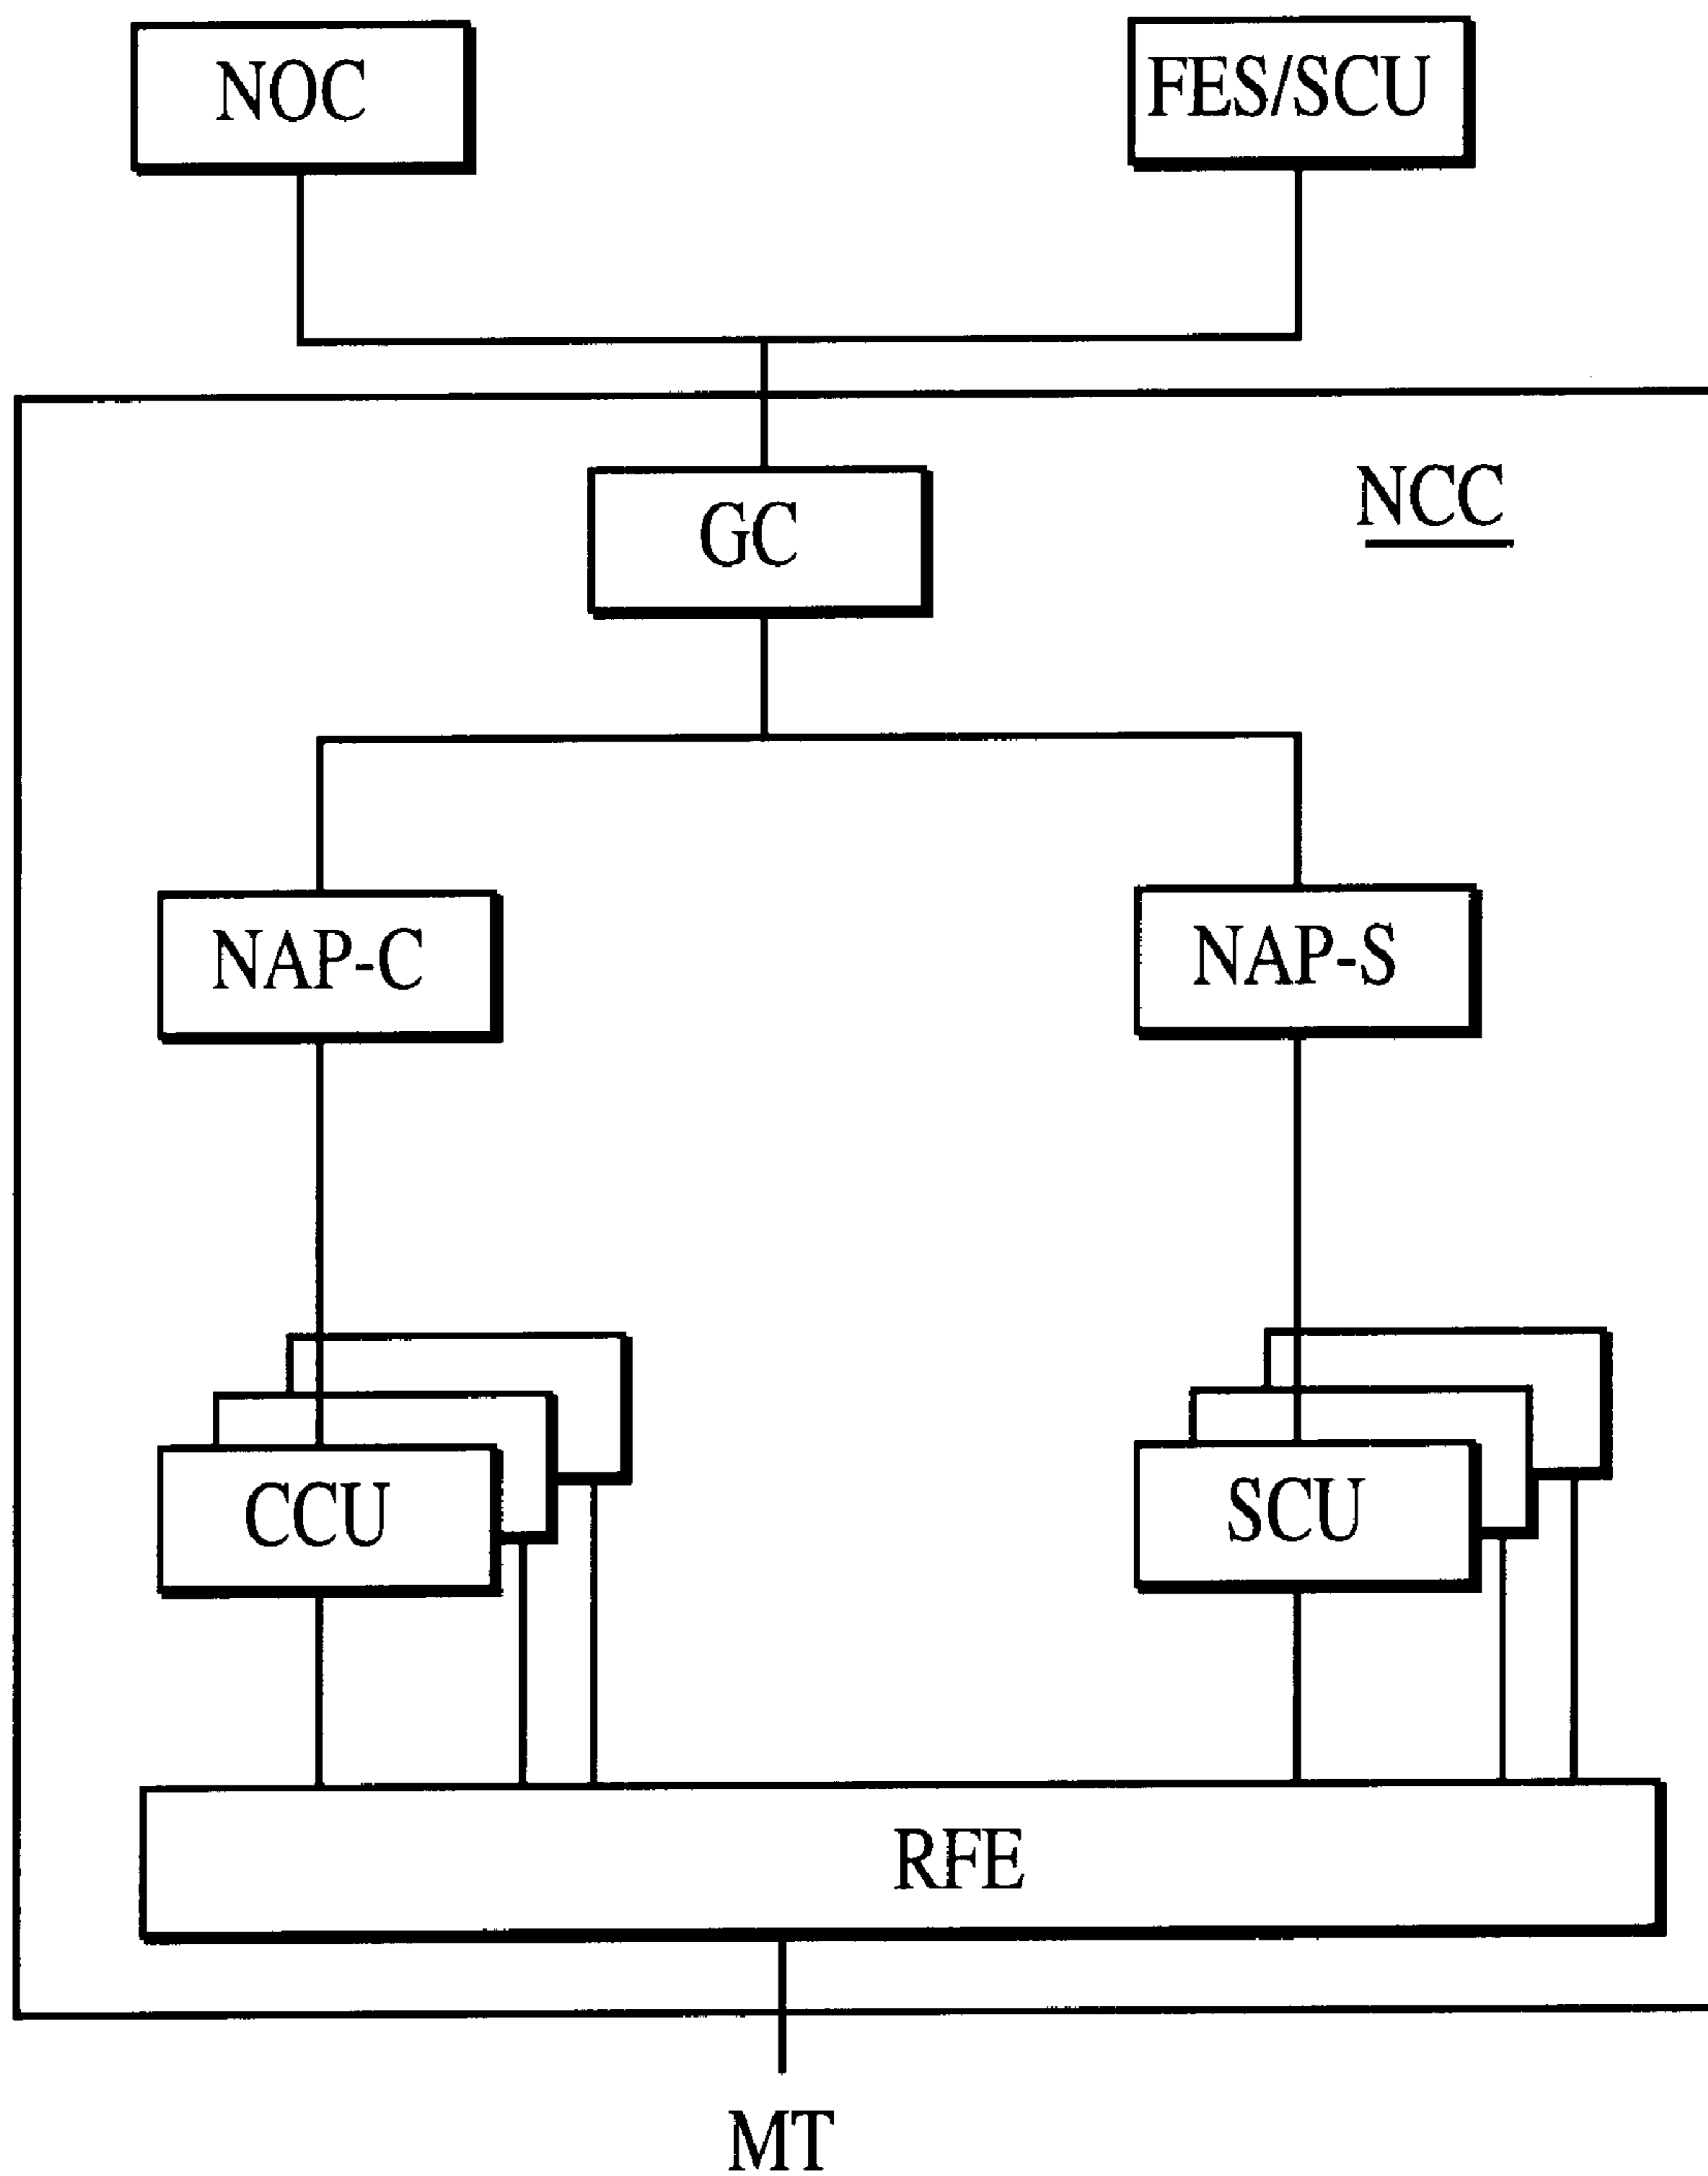 NOC
FES/SCU
NCC
GC
NAP-C
NAP-S
CCU
SCU
RFE
MT